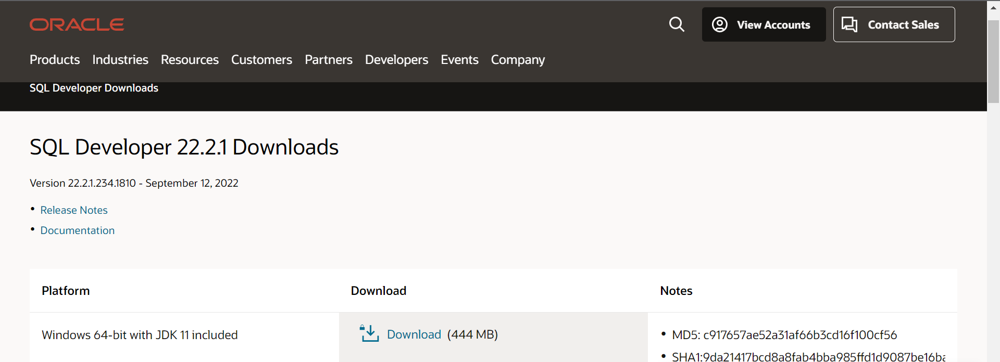 ORACLE
View Accounts
Contact Sales
Products Industries Resources Customers Partners Developers Events Company
SQL Developer Downloads
SQL Developer 22.2.1 Downloads
Version 22.2.1.234.1810 - September 12, 2022
• Release Notes
• Documentation
Platform Download Notes
Windows 64-bit with JDK 11 included Download (444 MB) • MD5: c917657ae52a31af66b3cd16f100cf56
• SHA1:9da21417bcd8a8fab4bba985ffd1d9087be16ba